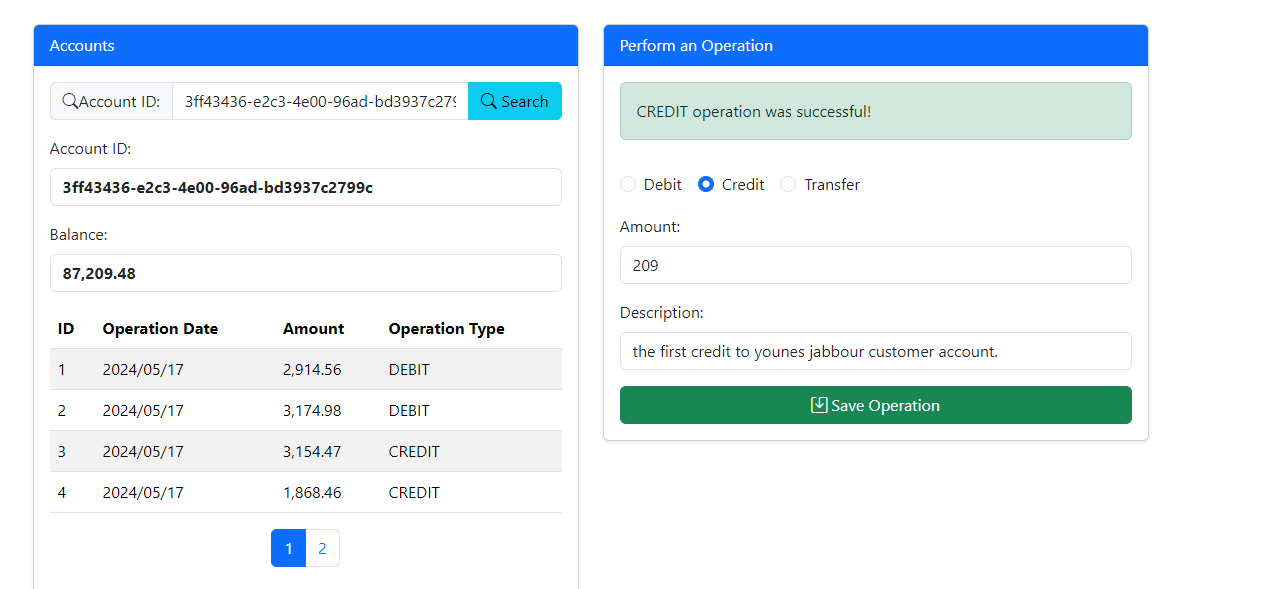 Accounts
Account ID: 3ff43436-e2c3-4e00-96ad-bd3937c279 Search
Account ID:
3ff43436-e2c3-4e00-96ad-bd3937c2799c
Balance:
87,209.48
ID Operation Date Amount Operation Type
1 2024/05/17 2,914.56 DEBIT
2 2024/05/17 3,174.98 DEBIT
3 2024/05/17 3,154.47 CREDIT
4 2024/05/17 1,868.46 CREDIT
1 2
Perform an Operation
CREDIT operation was successful!
Debit Credit Transfer
Amount:
209
Description:
the first credit to younes jabbour customer account.
Save Operation